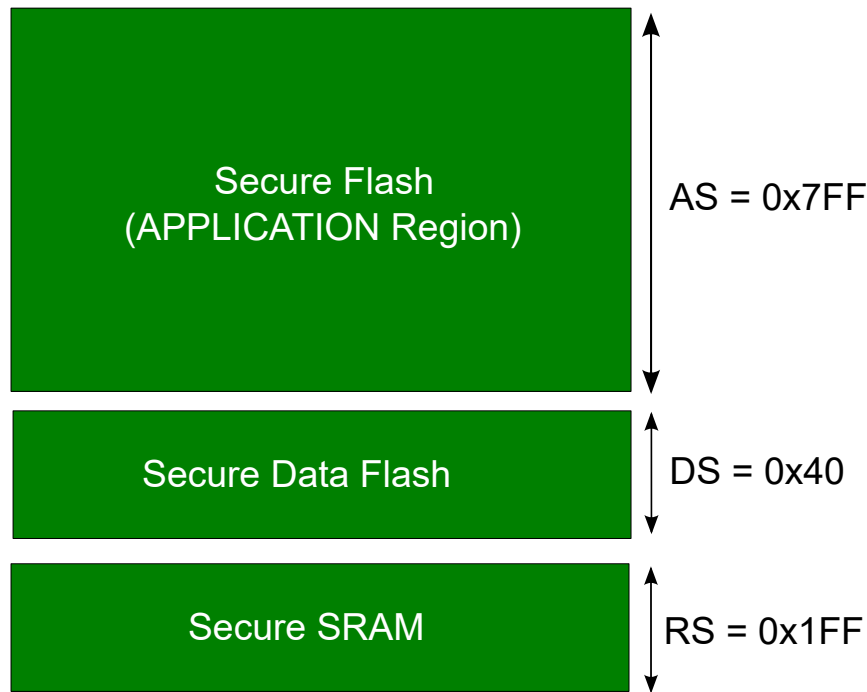 Secure Flash
(APPLICATION Region)
AS = 0x7FF
Secure Data Flash
DS = 0x40
Secure SRAM
RS = 0x1FF